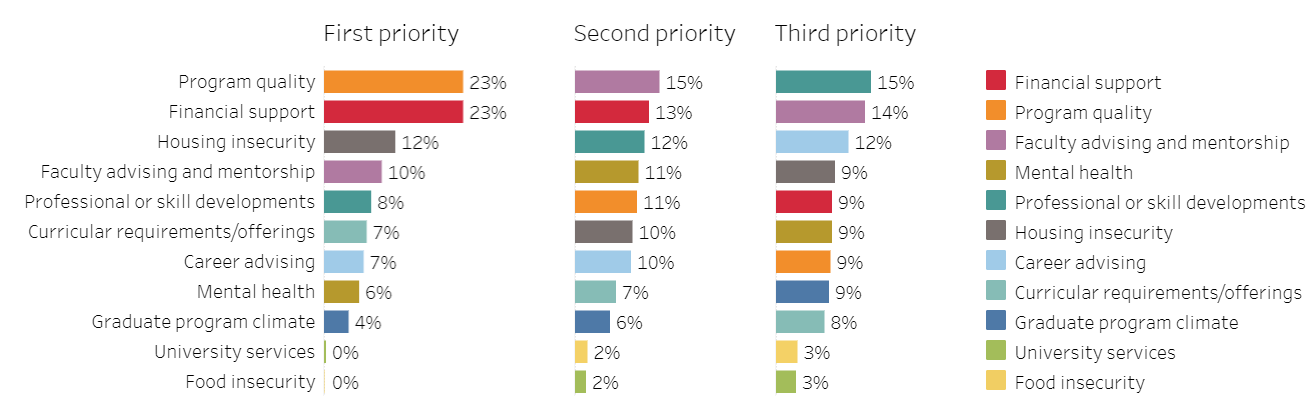 First priority Second priority Third priority
Program quality 23% 15% 15% Financial support
Financial support 23% 13% 14% Program quality
Housing insecurity 12% 12% 12% Faculty advising and mentorship
Faculty advising and mentorship 10% 11% 9% Mental health
Professional or skill developments 8% 11% 9% Professional or skill developments
Curricular requirements/offerings 7% 10% 9% Housing insecurity
Career advising 7% 10% 9% Career advising
Mental health 6% 7% 9% Curricular requirements/offerings
Graduate program climate 4% 6% 8% Graduate program climate
University services 0% 2% 3% University services
Food insecurity 0% 2% 3% Food insecurity